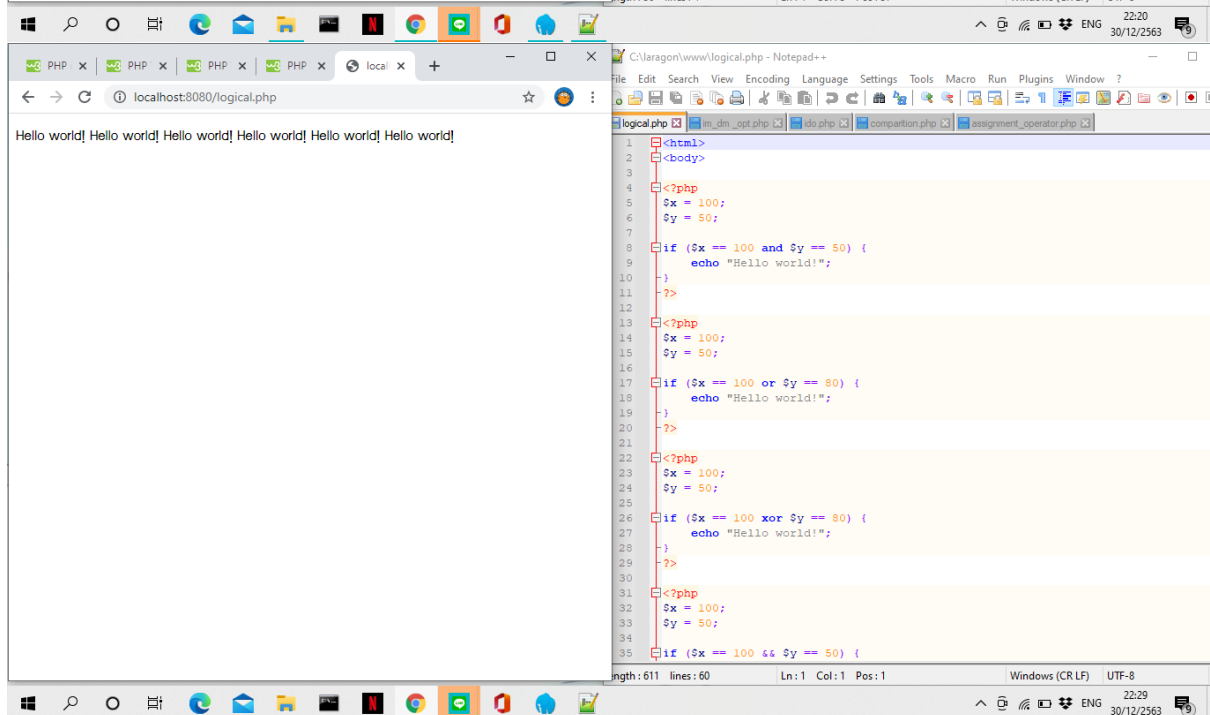 ENG
22:20
30/12/2563
9
PHP
PHP
PHP
PHP
local
localhost:8080/logical.php
Hello world! Hello world! Hello world! Hello world! Hello world! Hello world!
C:\laragon\www\logical.php - Notepad++
File Edit Search View Encoding Language Settings Tools Macro Run Plugins Window ?
logical.php im_dm _opt.php ido.php comparition.php assignment_operator.php
1 <html>
2 <body>
3
4 <?php
5 $x = 100;
6 $y = 50;
7
8 if ($x == 100 and $y == 50) {
9 echo "Hello world!";
10 }
11 ?>
12
13 <?php
14 $x = 100;
15 $y = 50;
16
17 if ($x == 100 or $y == 80) {
18 echo "Hello world!";
19 }
20 ?>
21
22 <?php
23 $x = 100;
24 $y = 50;
25
26 if ($x == 100 xor $y == 80) {
27 echo "Hello world!";
28 }
29 ?>
30
31 <?php
32 $x = 100;
33 $y = 50;
34
35 if ($x == 100 && $y == 50) {
ength : 611 lines : 60 Ln : 1 Col : 1 Pos : 1 Windows (CR LF) UTF-8
ENG
22:29
30/12/2563
9